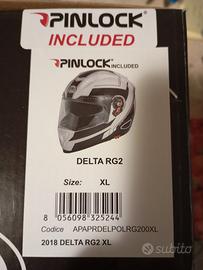 PINLOCK®
INCLUDED
PINLOCK®
INCLUDED
DELTA RG2
Size: XL
8 056098 325244
Codice APAPRDELPOLRG200XL
2018 DELTA RG2 XL
subito